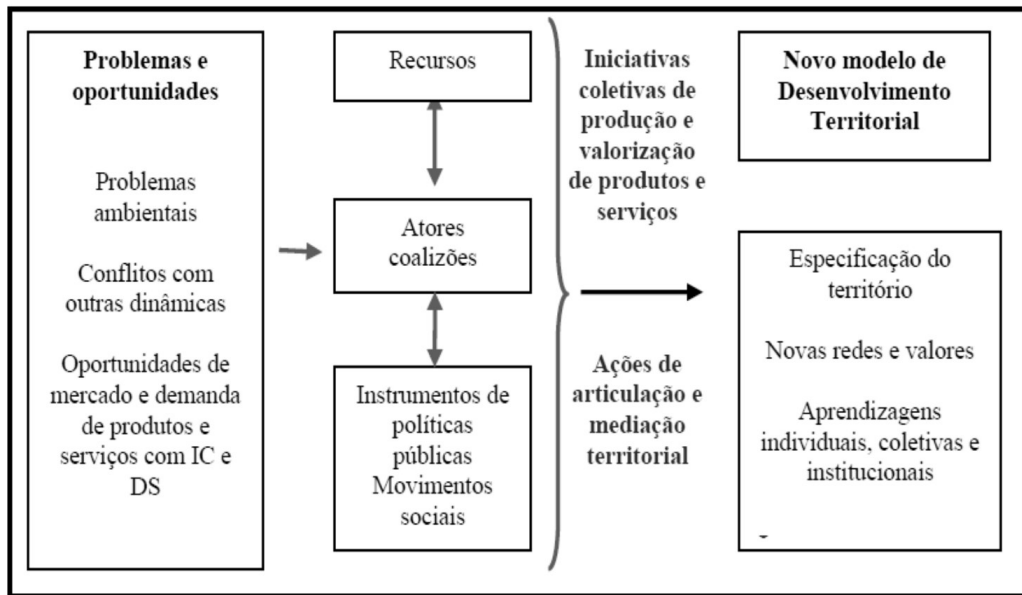 Problemas e
oportunidades
Problemas
ambientais
Conflitos com
outras dinâmicas
Oportunidades de
mercado e demanda
de produtos e
serviços com IC e
DS
Recursos
Atores
coalizões
Instrumentos de
políticas
públicas
Movimentos
sociais
Iniciativas
coletivas de
produção e
valorização
de produtos e
serviços
Ações de
articulação e
mediação
territorial
Novo modelo de
Desenvolvimento
Territorial
Especificação do
território
Novas redes e valores
Aprendizagens
individuais, coletivas e
institucionais